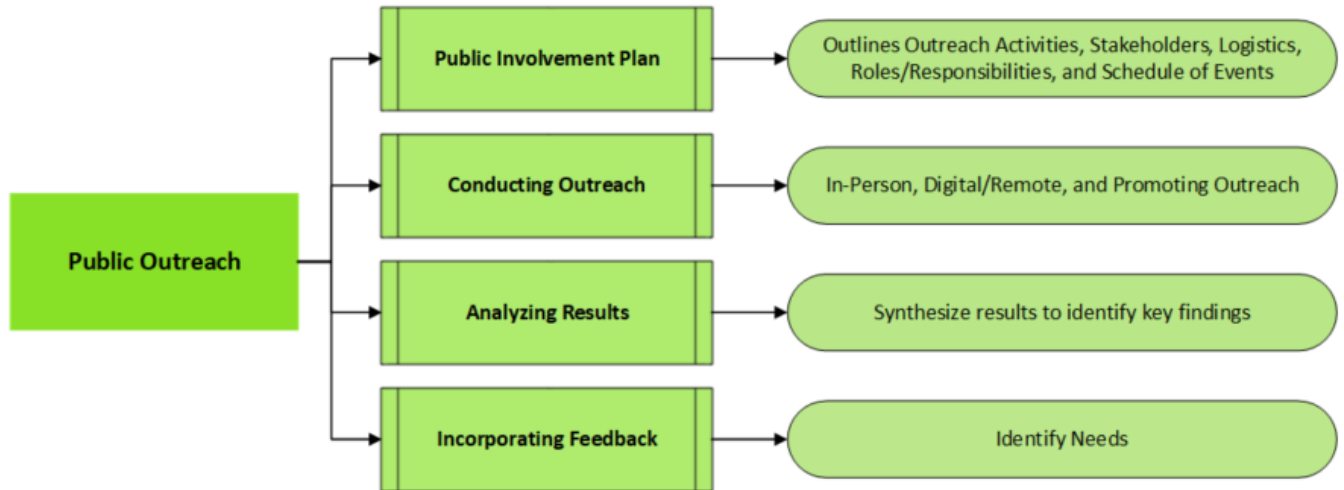 Public Outreach
Public Involvement Plan
Outlines Outreach Activities, Stakeholders, Logistics,
Roles/Responsibilities, and Schedule of Events
Conducting Outreach
In-Person, Digital/Remote, and Promoting Outreach
Analyzing Results
Synthesize results to identify key findings
Incorporating Feedback
Identify Needs